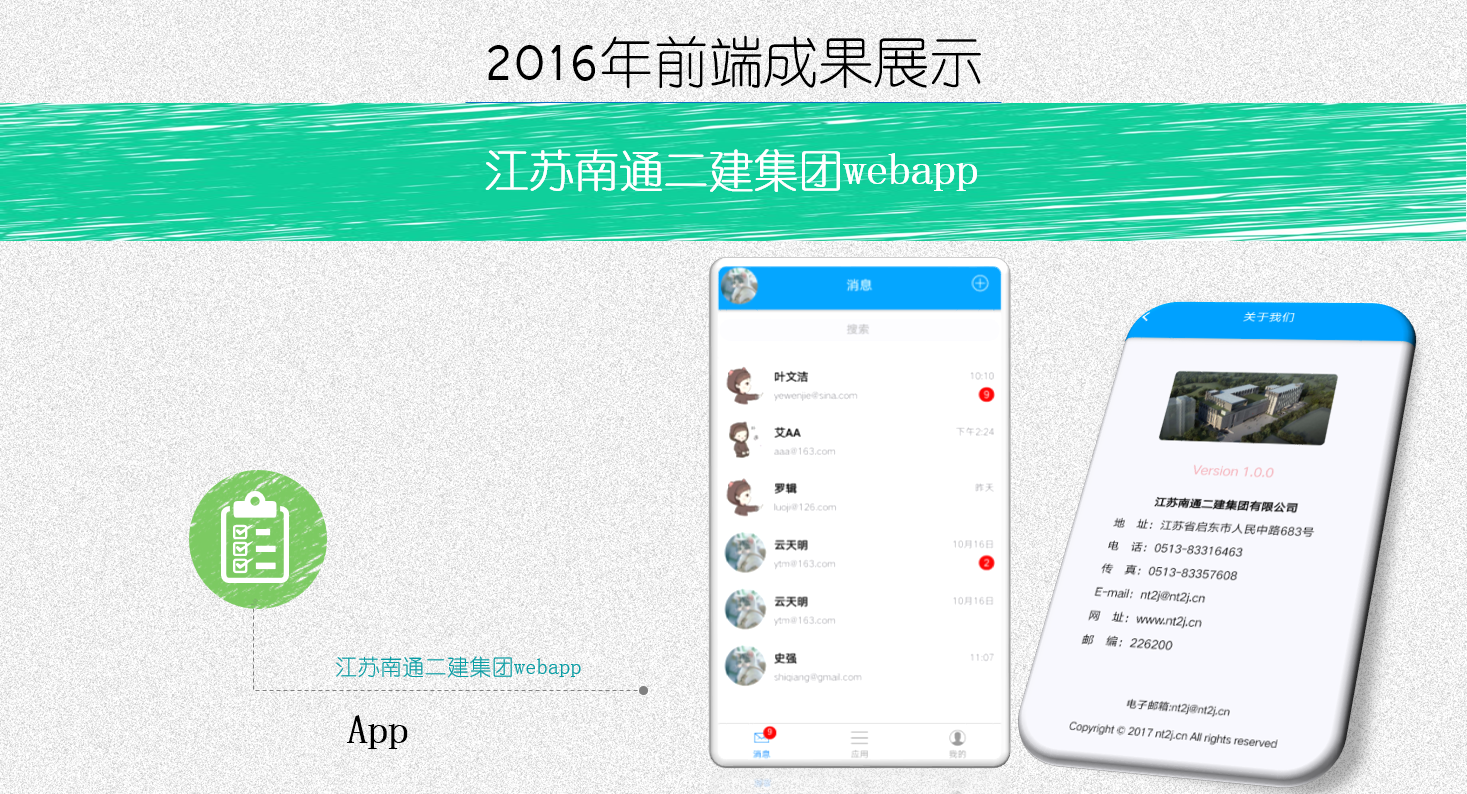 2016年前端成果展示
江苏南通二建集团webapp
江苏南通二建集团webapp
App
消息
搜索
叶文洁 10:10
yewenjie@sina.com 9
艾AA 下午2:24
aaa@163.com
罗辑 昨天
luoji@126.com
云天明 10月16日
ytm@163.com 2
云天明 10月16日
ytm@163.com
史强 11:07
shiqiang@gmail.com
9
消息 应用 我的
关于我们
Version 1.0.0
江苏南通二建集团有限公司
地 址：江苏省启东市人民中路683号
电 话：0513-83316463
传 真：0513-83357608
E-mail：nt2j@nt2j.cn
网 址：www.nt2j.cn
邮 编：226200
电子邮箱:nt2j@nt2j.cn
Copyright © 2017 nt2j.cn All rights reserved